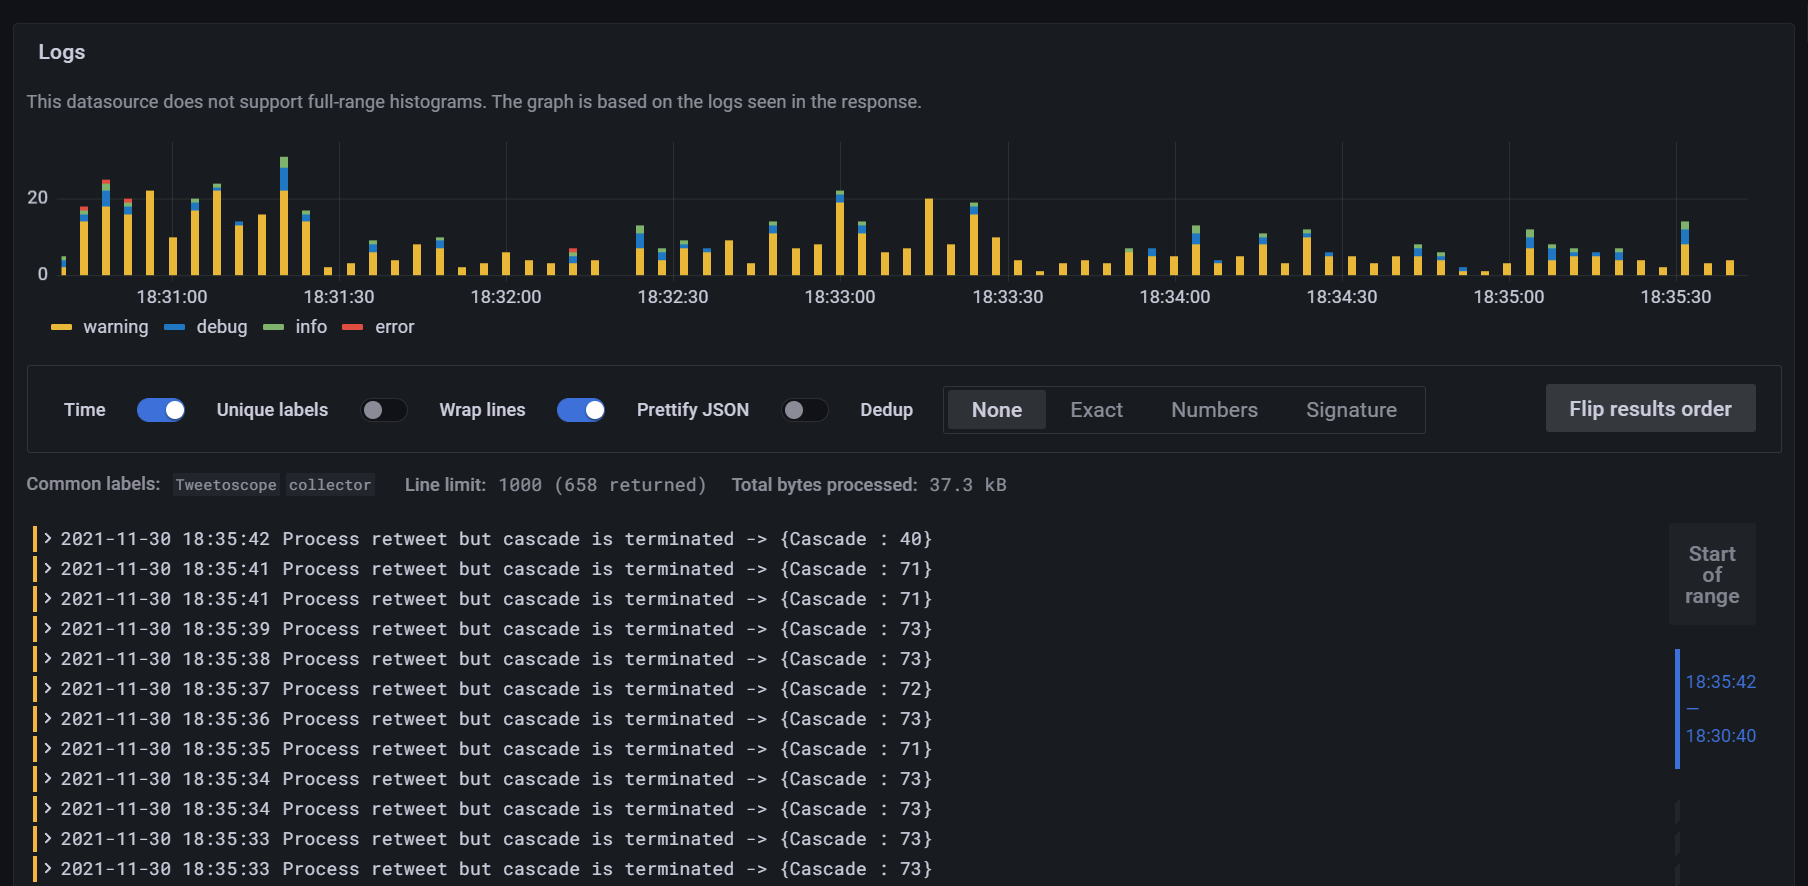 Logs
This datasource does not support full-range histograms. The graph is based on the logs seen in the response.
20
0
18:31:00 18:31:30 18:32:00 18:32:30 18:33:00 18:33:30 18:34:00 18:34:30 18:35:00 18:35:30
warning debug info error
Time Unique labels Wrap lines Prettify JSON Dedup None Exact Numbers Signature Flip results order
Common labels: Tweetoscope collector Line limit: 1000 (658 returned) Total bytes processed: 37.3 kB
2021-11-30 18:35:42 Process retweet but cascade is terminated -> {Cascade : 40}
2021-11-30 18:35:41 Process retweet but cascade is terminated -> {Cascade : 71}
2021-11-30 18:35:41 Process retweet but cascade is terminated -> {Cascade : 71}
2021-11-30 18:35:39 Process retweet but cascade is terminated -> {Cascade : 73}
2021-11-30 18:35:38 Process retweet but cascade is terminated -> {Cascade : 73}
2021-11-30 18:35:37 Process retweet but cascade is terminated -> {Cascade : 72}
2021-11-30 18:35:36 Process retweet but cascade is terminated -> {Cascade : 73}
2021-11-30 18:35:35 Process retweet but cascade is terminated -> {Cascade : 71}
2021-11-30 18:35:34 Process retweet but cascade is terminated -> {Cascade : 73}
2021-11-30 18:35:34 Process retweet but cascade is terminated -> {Cascade : 73}
2021-11-30 18:35:33 Process retweet but cascade is terminated -> {Cascade : 73}
2021-11-30 18:35:33 Process retweet but cascade is terminated -> {Cascade : 73}
Start
of
range
18:35:42
—
18:30:40